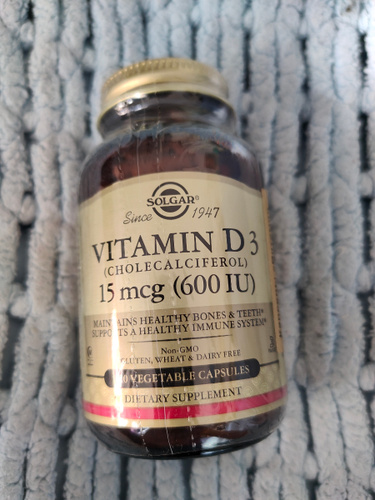 SOLGAR®
Since 1947
VITAMIN D3
(CHOLECALCIFEROL)
15 mcg (600 IU)
MAINTAINS HEALTHY BONES & TEETH*
SUPPORTS A HEALTHY IMMUNE SYSTEM*
NON-GMO
GLUTEN, WHEAT & DAIRY FREE
VEGETABLE CAPSULES
DIETARY SUPPLEMENT